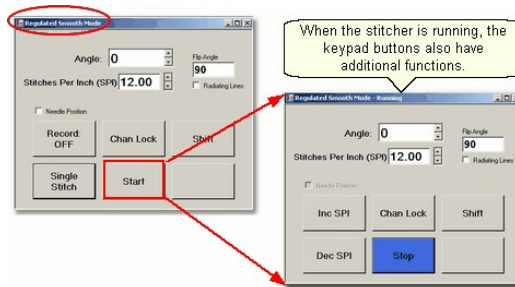 Regulated Smooth Mode
Angle: 0
Stitches Per Inch (SPI) 12.00
Flip Angle
90
Radiating Lines
Needle Position
Record:
OFF
Chan Lock
Shift
Single
Stitch
Start
When the stitcher is running, the
keypad buttons also have
additional functions.
Regulated Smooth Mode - Running
Angle: 0
Stitches Per Inch (SPI) 12.00
Flip Angle
90
Radiating Lines
Needle Position
Inc SPI
Chan Lock
Shift
Dec SPI
Stop